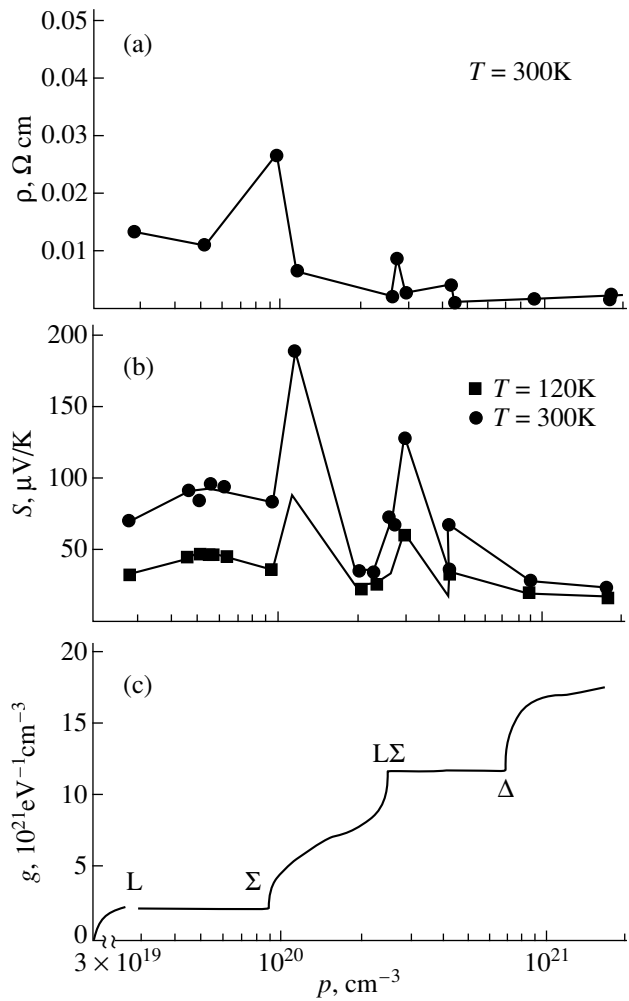 0.05
(a)
T = 300K
0.04
0.03
0.02
0.01
ρ, Ω cm
200
(b)
T = 120K
T = 300K
150
100
50
S, μV/K
20
(c)
15
10
5
0
g, 10²¹eV⁻¹cm⁻³
LΣ
Δ
L
Σ
3 × 10¹⁹
10²⁰
10²¹
p, cm⁻³